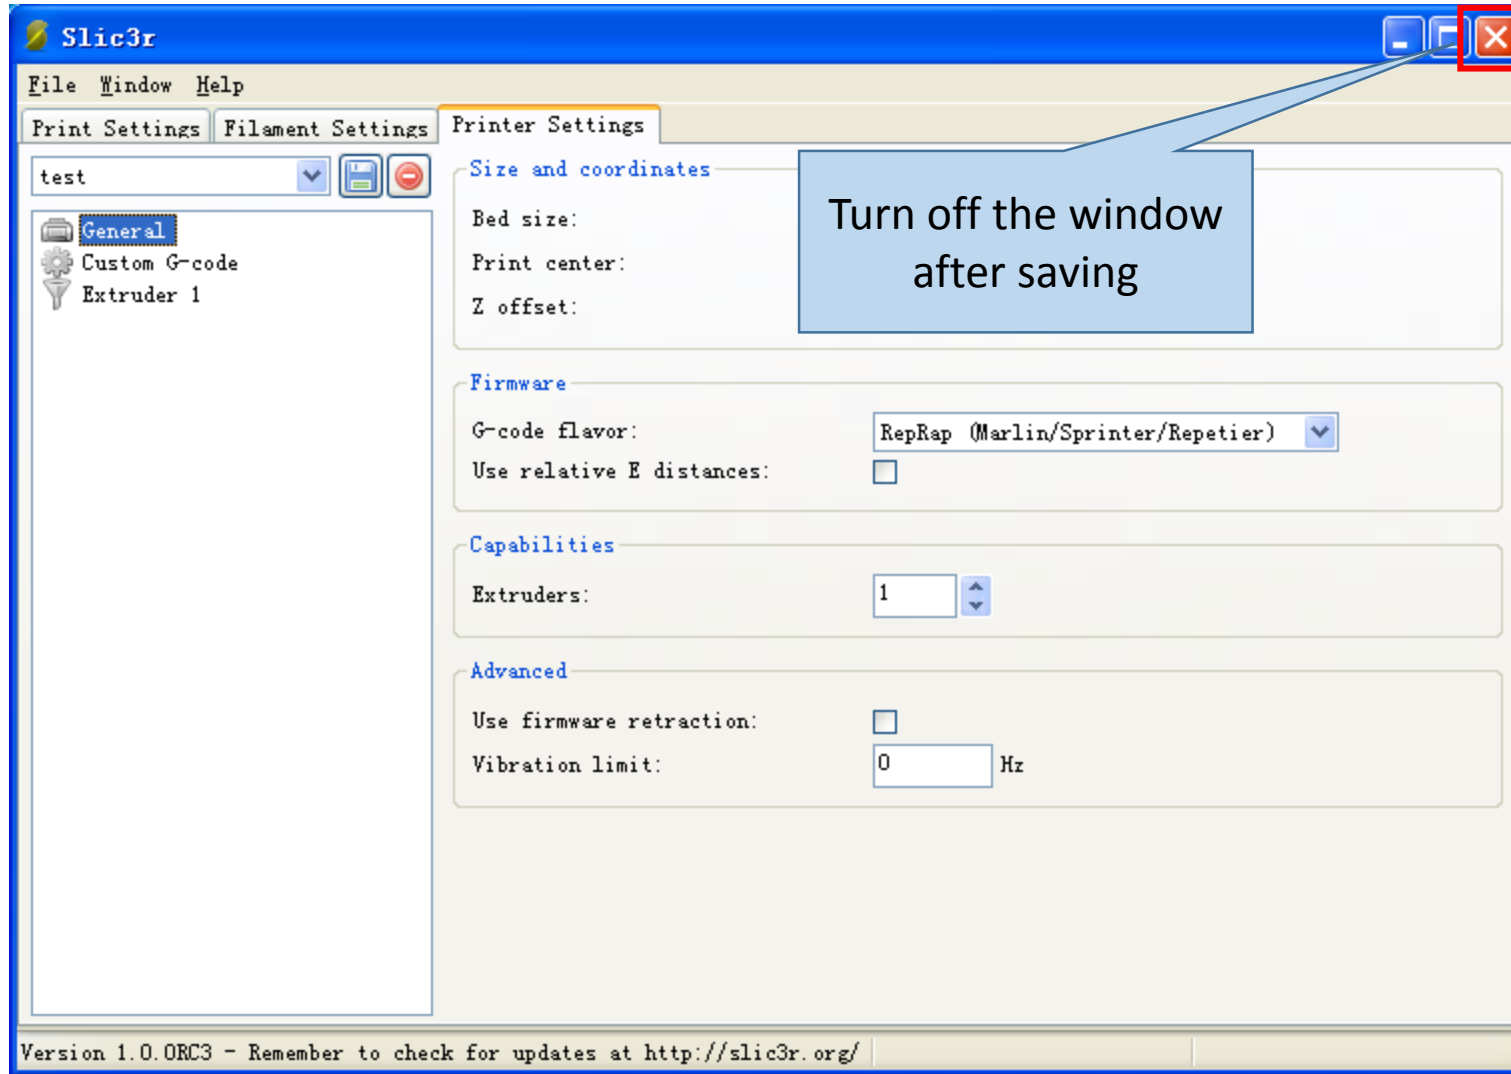 Slic3r
File Window Help
Print Settings Filament Settings Printer Settings
test
General
Custom G-code
Extruder 1
Size and coordinates
Bed size:
Print center:
Z offset:
Turn off the window
after saving
Firmware
G-code flavor: RepRap (Marlin/Sprinter/Repetier)
Use relative E distances:
Capabilities
Extruders: 1
Advanced
Use firmware retraction:
Vibration limit: 0 Hz
Version 1.0.0RC3 - Remember to check for updates at http://slic3r.org/